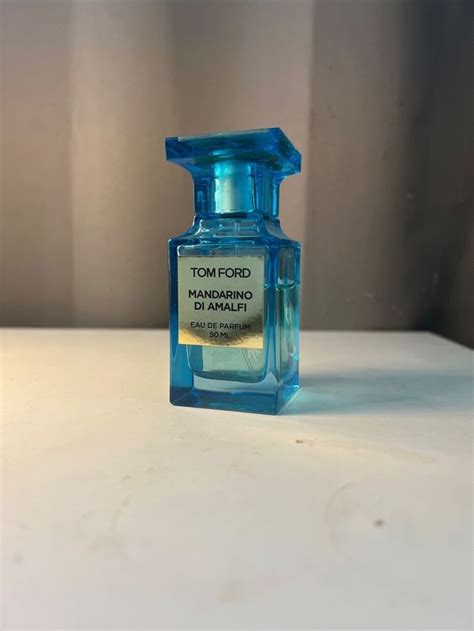 TOM FORD
MANDARINO
DI AMALFI
EAU DE PARFUM
50 ML